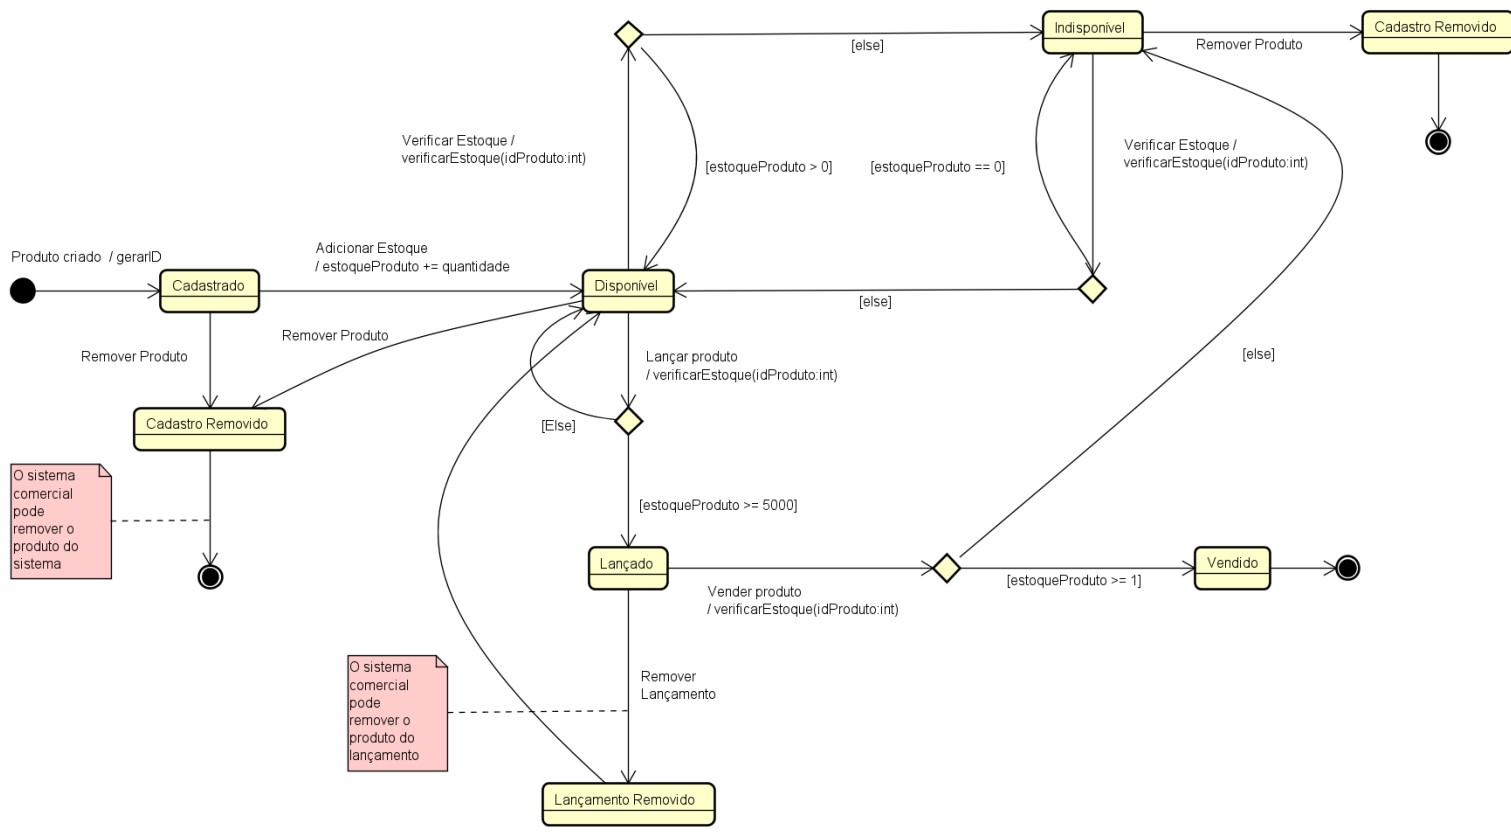 Indisponível
Cadastro Removido
[else]
Remover Produto
Verificar Estoque /
verificarEstoque(idProduto:int)
[estoqueProduto > 0]
[estoqueProduto == 0]
Verificar Estoque /
verificarEstoque(idProduto:int)
Produto criado / gerarID
Adicionar Estoque
/ estoqueProduto += quantidade
Cadastrado
Disponível
[else]
Remover Produto
Remover Produto
Lançar produto
/ verificarEstoque(idProduto:int)
[else]
Cadastro Removido
[Else]
O sistema
comercial
pode
remover o
produto do
sistema
[estoqueProduto >= 5000]
Lançado
Vender produto
/ verificarEstoque(idProduto:int)
[estoqueProduto >= 1]
Vendido
O sistema
comercial
pode
remover o
produto do
lançamento
Remover
Lançamento
Lançamento Removido